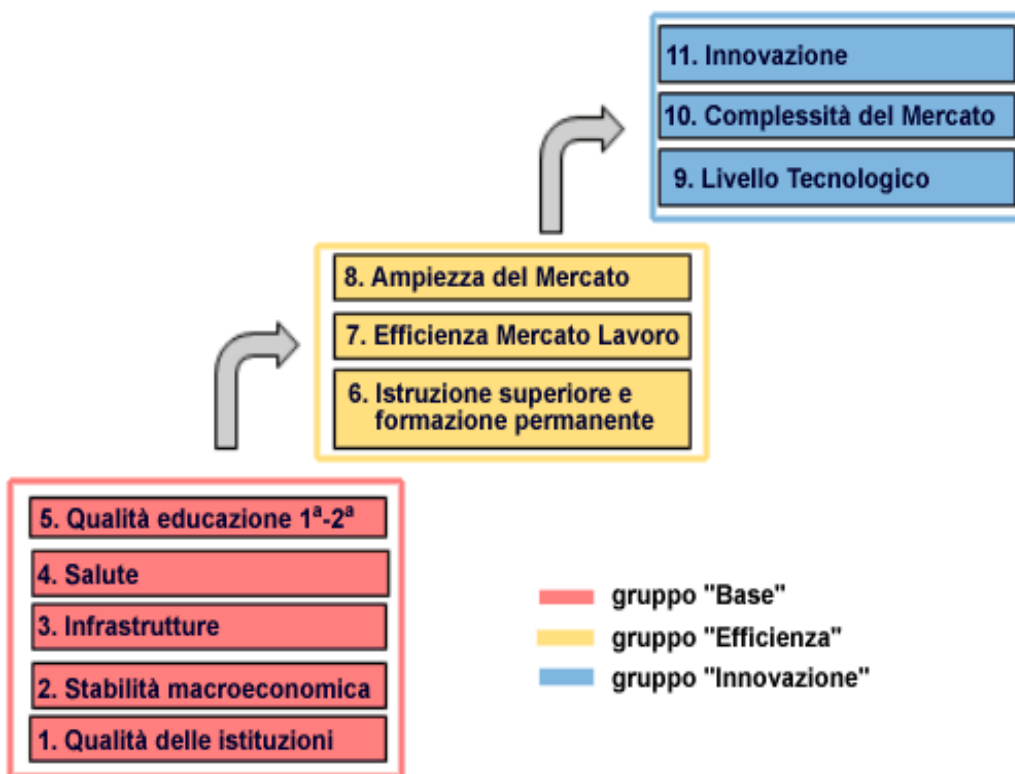 11. Innovazione
10. Complessità del Mercato
9. Livello Tecnologico
8. Ampiezza del Mercato
7. Efficienza Mercato Lavoro
6. Istruzione superiore e
formazione permanente
5. Qualità educazione 1ª-2ª
4. Salute
3. Infrastrutture
2. Stabilità macroeconomica
1. Qualità delle istituzioni
gruppo "Base"
gruppo "Efficienza"
gruppo "Innovazione"